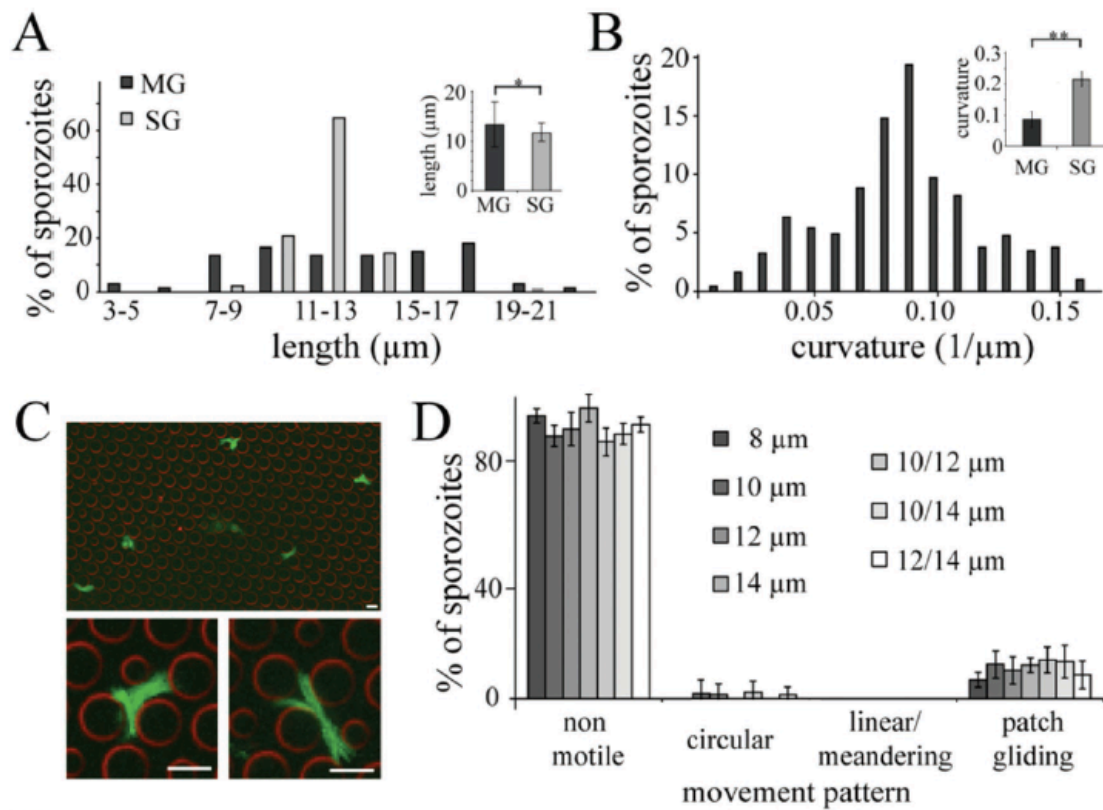 A
MG
SG
% of sporozoites
60
40
20
0
3-5
7-9
11-13
15-17
19-21
length (µm)
*
length (µm)
20
10
0
MG
SG
B
% of sporozoites
20
15
10
5
0
0.05
0.10
0.15
curvature (1/µm)
**
curvature
0.3
0.2
0.1
0
MG
SG
C
D
% of sporozoites
80
40
0
8 µm
10 µm
12 µm
14 µm
10/12 µm
10/14 µm
12/14 µm
non
motile
circular
linear/
meandering
patch
gliding
movement pattern